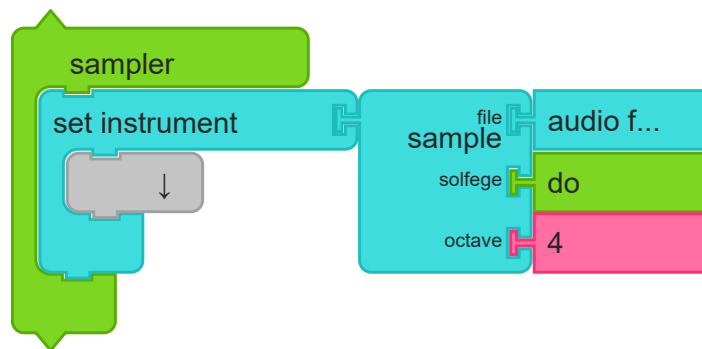 sampler
set instrument
file
sample
audio f...
solfege
do
octave
4
↓